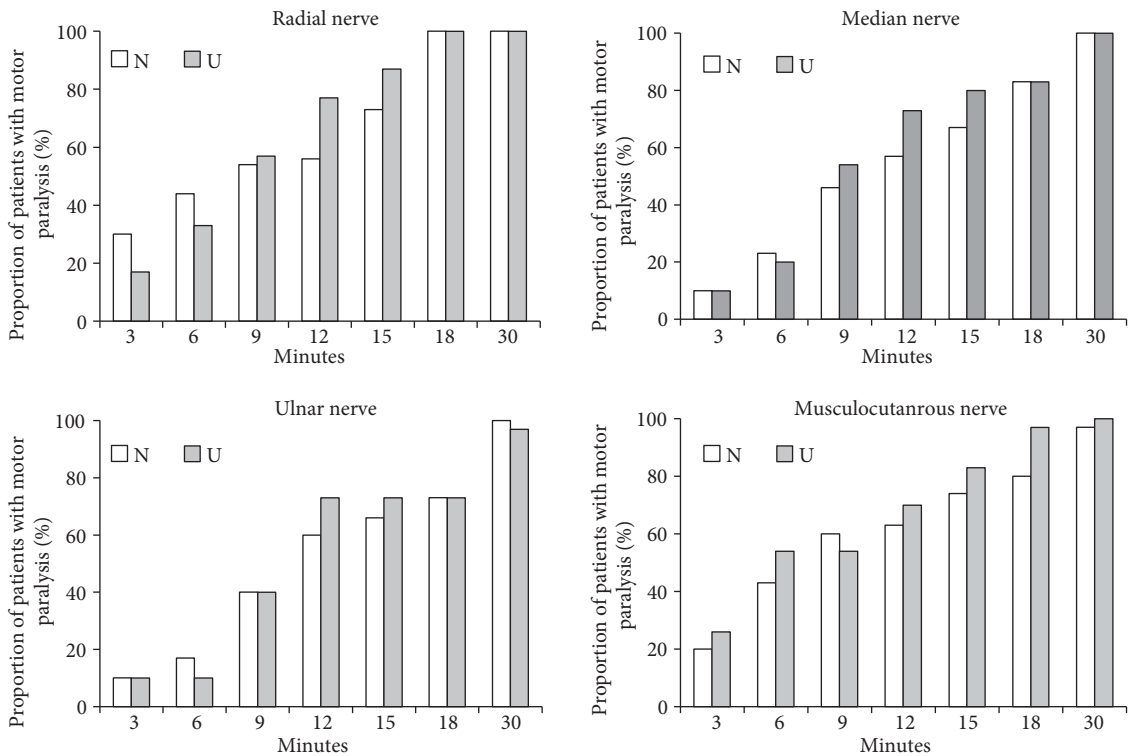 Radial nerve
Proportion of patients with motor
paralysis (%)
100
80
60
40
20
0
N U
3 6 9 12 15 18 30
Minutes
Median nerve
Proportion of patients with motor
paralysis (%)
100
80
60
40
20
0
N U
3 6 9 12 15 18 30
Minutes
Ulnar nerve
Proportion of patients with motor
paralysis (%)
100
80
60
40
20
0
N U
3 6 9 12 15 18 30
Minutes
Musculocutanrous nerve
Proportion of patients with motor
paralysis (%)
100
80
60
40
20
0
N U
3 6 9 12 15 18 30
Minutes